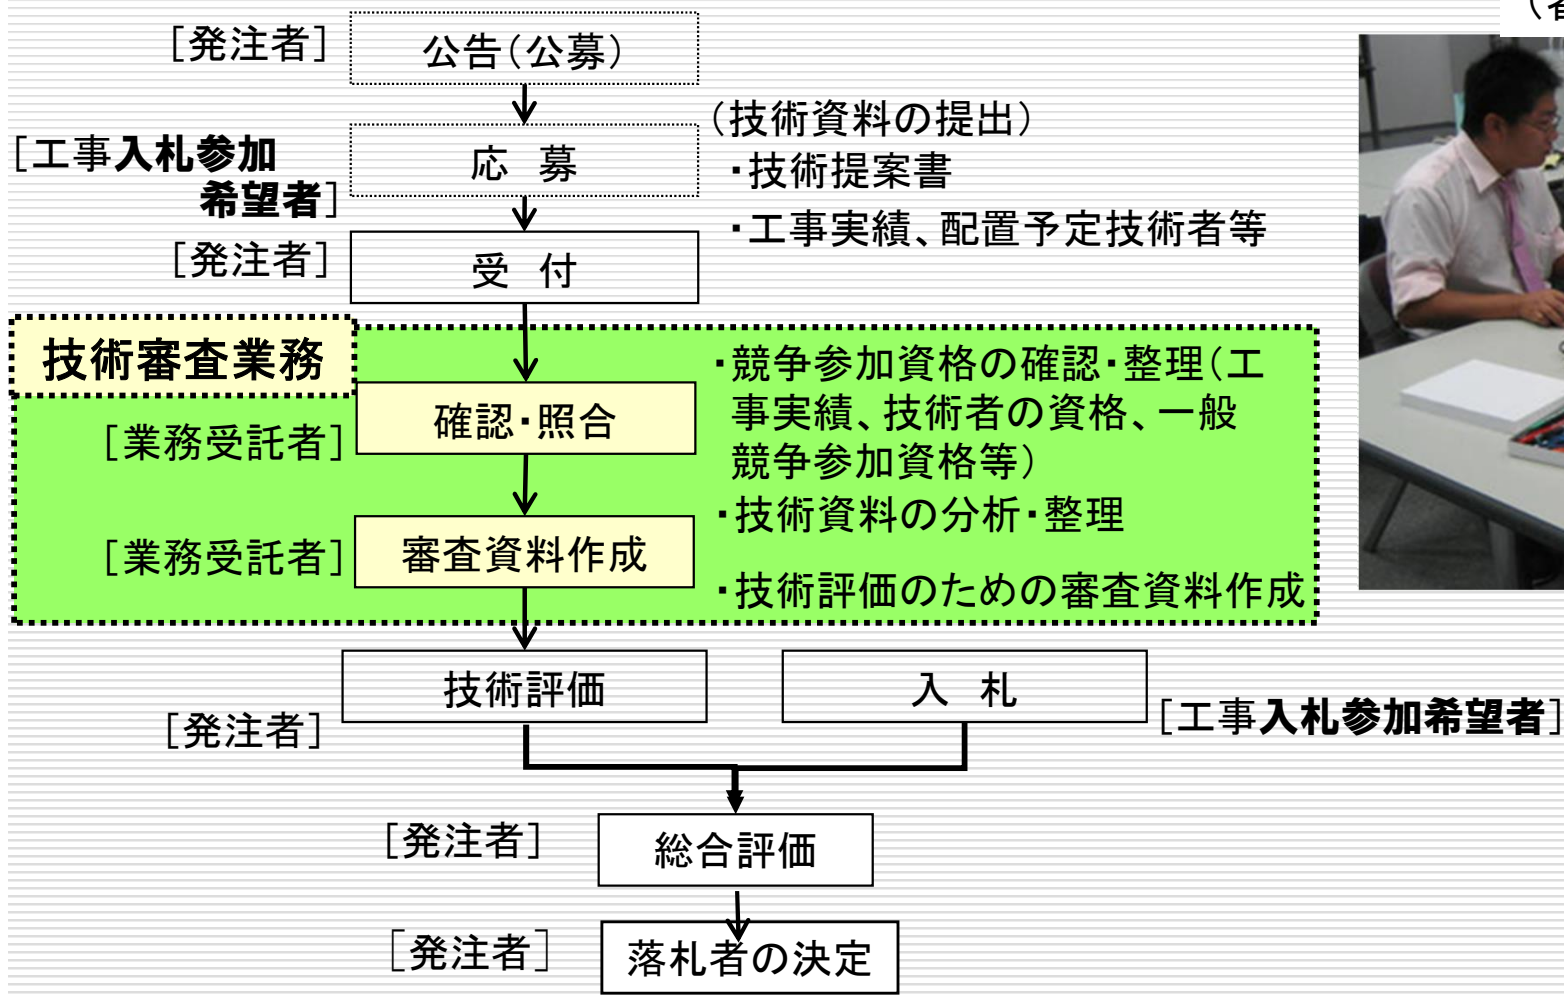 [発注者]
公告(公募)
(技術資料の提出)
[工事入札参加
希望者]
応 募
・技術提案書
・工事実績、配置予定技術者等
[発注者]
受 付
技術審査業務
・競争参加資格の確認・整理(工
事実績、技術者の資格、一般
競争参加資格等)
[業務受託者]
確認・照合
・技術資料の分析・整理
[業務受託者]
審査資料作成
・技術評価のための審査資料作成
技術評価
入 札
[発注者]
[工事入札参加希望者]
[発注者]
総合評価
[発注者]
落札者の決定